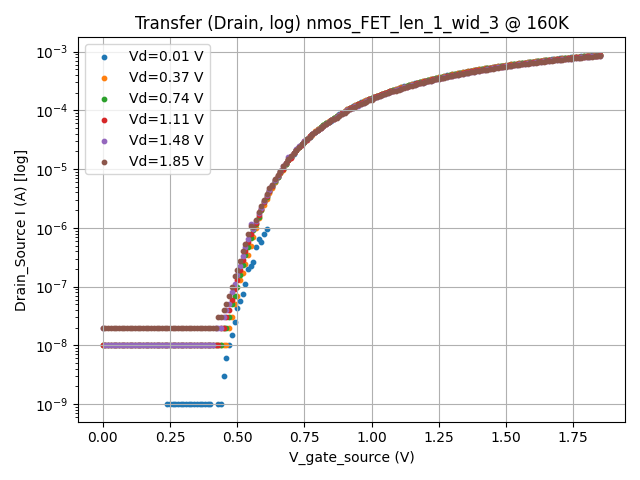 Transfer (Drain, log) nmos_FET_len_1_wid_3 @ 160K
Vd=0.01 V
Vd=0.37 V
Vd=0.74 V
Vd=1.11 V
Vd=1.48 V
Vd=1.85 V
Drain_Source I (A) [log]
10⁻³
10⁻⁴
10⁻⁵
10⁻⁶
10⁻⁷
10⁻⁸
10⁻⁹
0.00 0.25 0.50 0.75 1.00 1.25 1.50 1.75
V_gate_source (V)